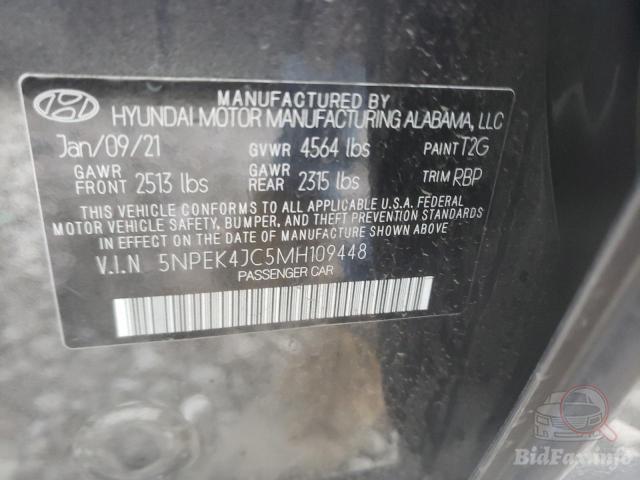 MANUFACTURED BY
HYUNDAI MOTOR MANUFACTURING ALABAMA, LLC
Jan/09/21 GVWR 4564 lbs PAINT T2G
GAWR FRONT 2513 lbs GAWR REAR 2315 lbs TRIM RBP
THIS VEHICLE CONFORMS TO ALL APPLICABLE U.S.A. FEDERAL
MOTOR VEHICLE SAFETY, BUMPER, AND THEFT PREVENTION
STANDARDS IN EFFECT ON THE DATE OF MANUFACTURE SHOWN ABOVE.
V.I.N 5NPEK4JC5MH109448
PASSENGER CAR
BidFax.info